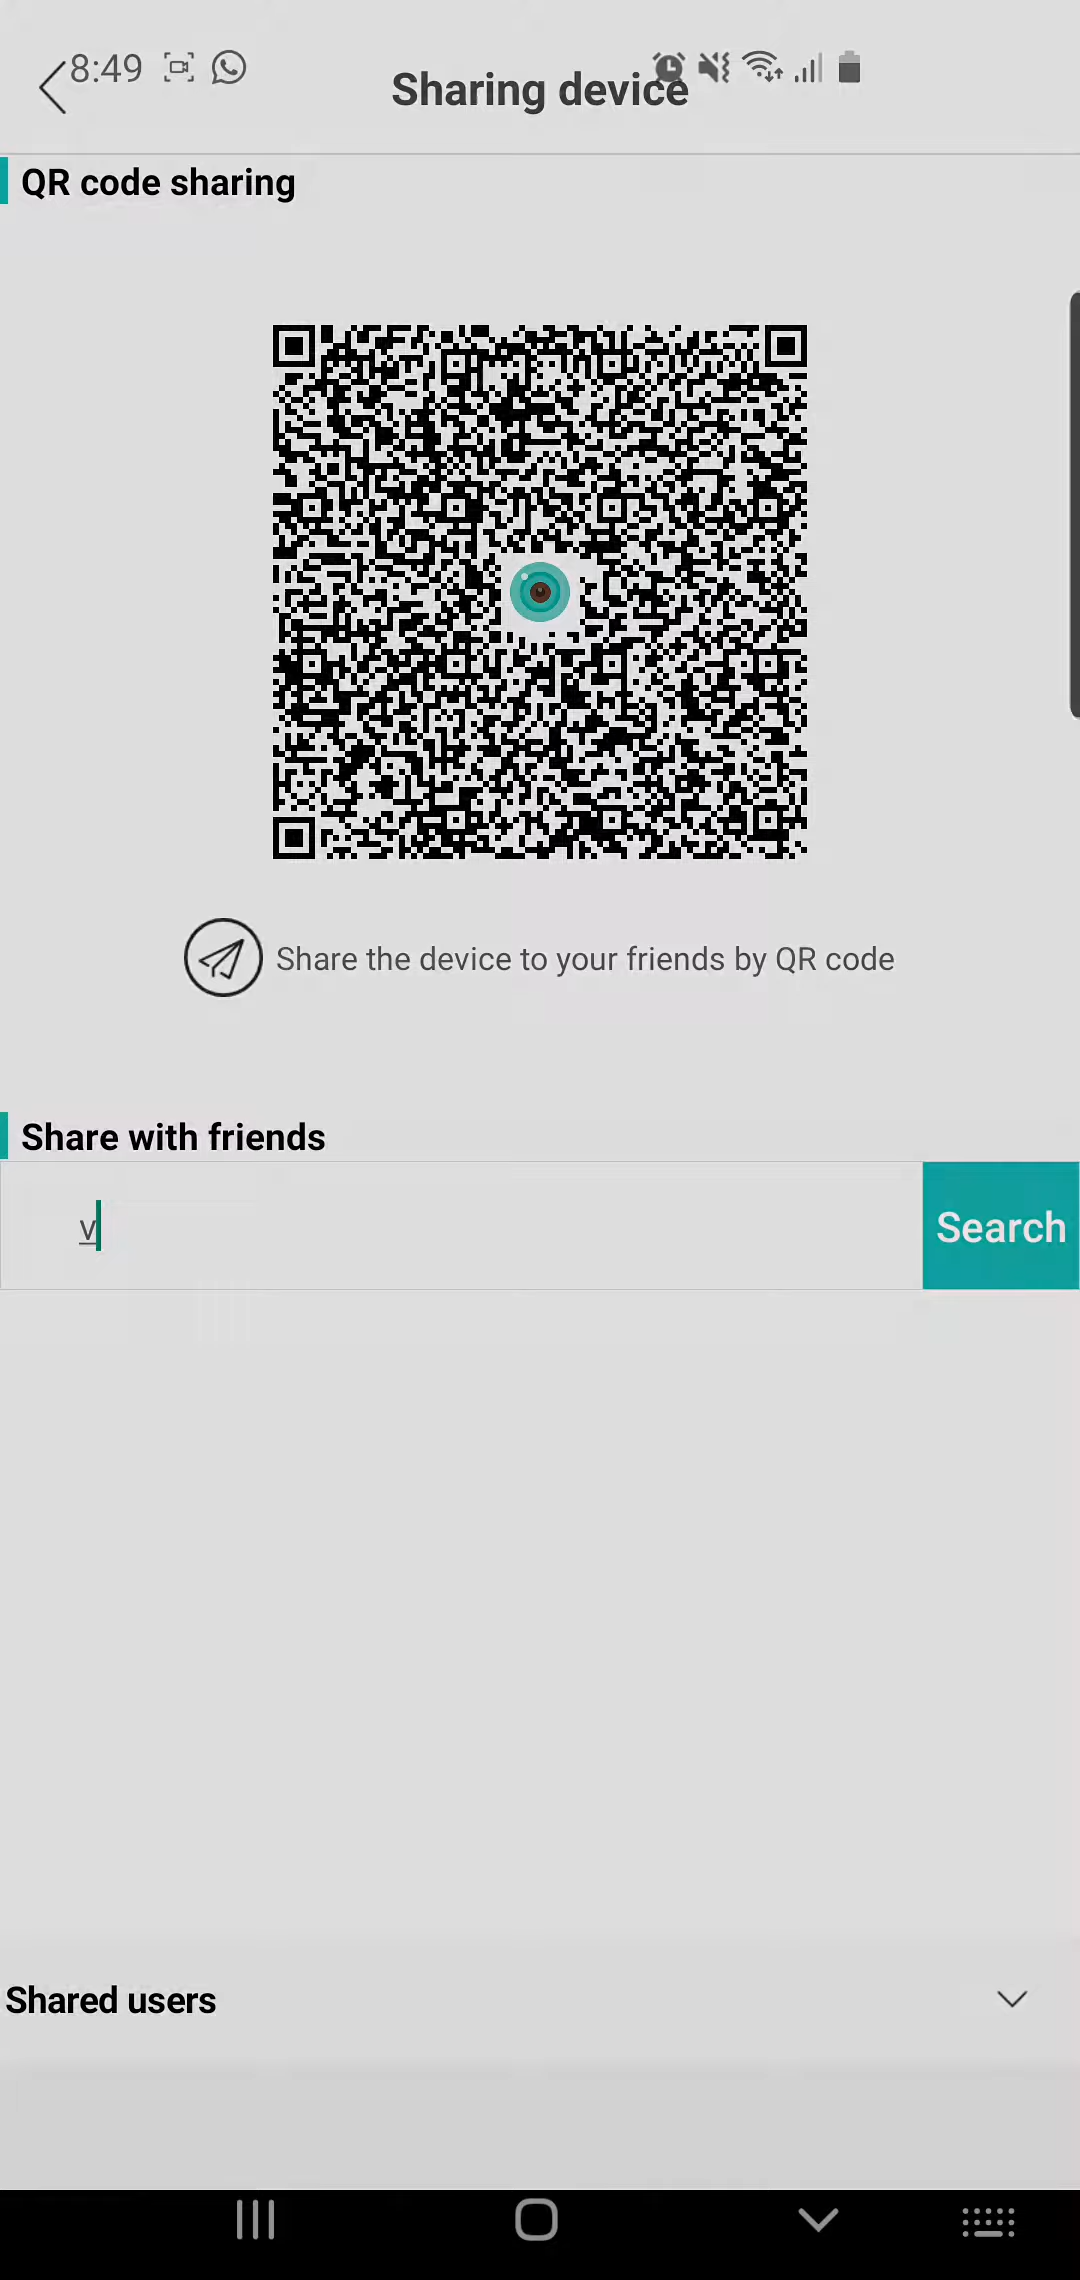 8:49
Sharing device
QR code sharing
Share the device to your friends by QR code
Share with friends
v
Search
Shared users